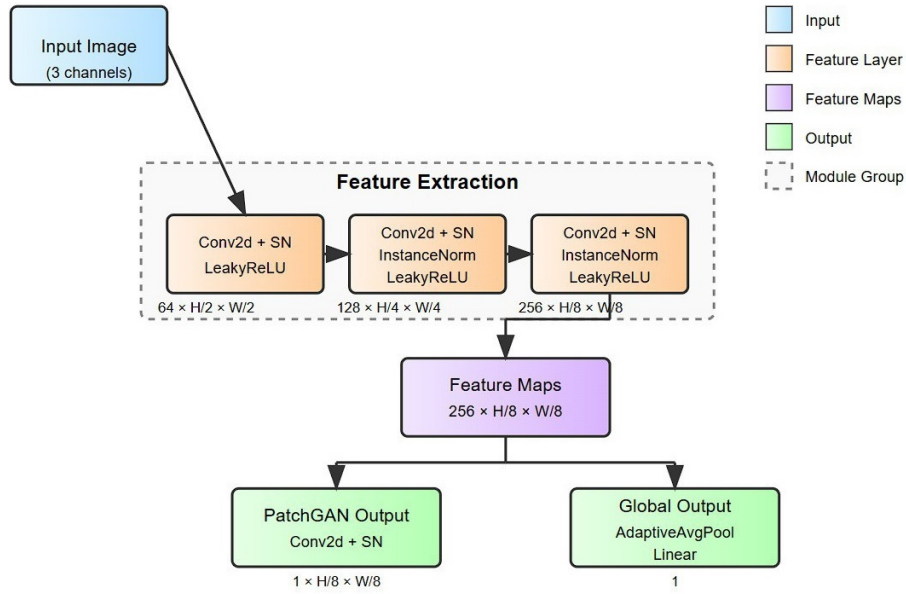 Input Image
(3 channels)
Input
Feature Layer
Feature Maps
Output
Module Group
Feature Extraction
Conv2d + SN
LeakyReLU
64 × H/2 × W/2
Conv2d + SN
InstanceNorm
LeakyReLU
128 × H/4 × W/4
Conv2d + SN
InstanceNorm
LeakyReLU
256 × H/8 × W/8
Feature Maps
256 × H/8 × W/8
PatchGAN Output
Conv2d + SN
1 × H/8 × W/8
Global Output
AdaptiveAvgPool
Linear
1